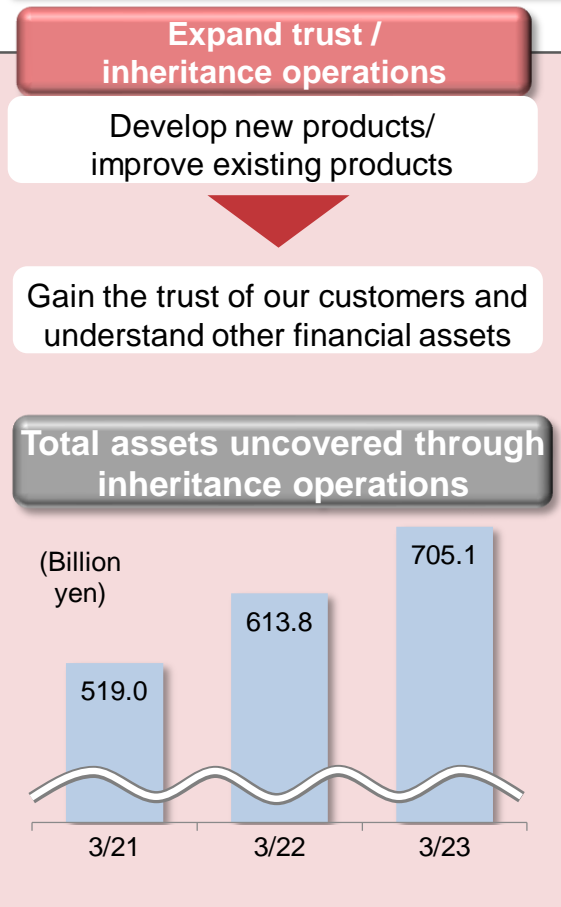 Expand trust /
inheritance operations
Develop new products/
improve existing products
Gain the trust of our customers and
understand other financial assets
Total assets uncovered through
inheritance operations
(Billion
yen)
705.1
613.8
519.0
3/21
3/22
3/23